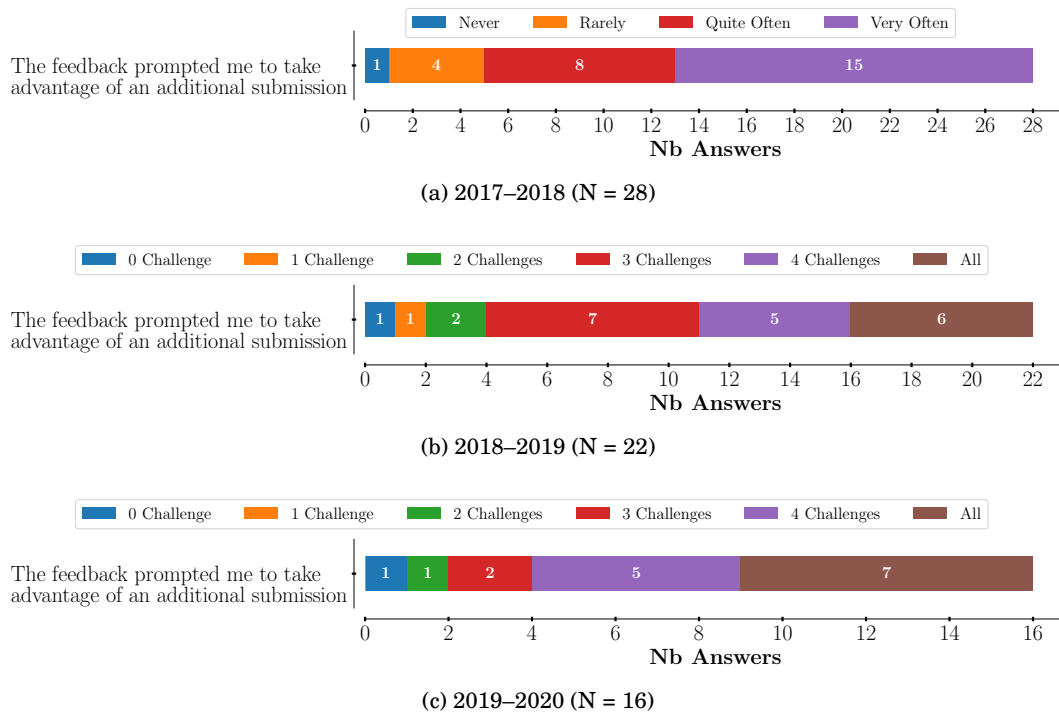 Never Rarely Quite Often Very Often
The feedback prompted me to take
advantage of an additional submission
1 4 8 15
0 2 4 6 8 10 12 14 16 18 20 22 24 26 28
Nb Answers
(a) 2017–2018 (N = 28)
0 Challenge 1 Challenge 2 Challenges 3 Challenges 4 Challenges All
The feedback prompted me to take
advantage of an additional submission
1 1 2 7 5 6
0 2 4 6 8 10 12 14 16 18 20 22
Nb Answers
(b) 2018–2019 (N = 22)
0 Challenge 1 Challenge 2 Challenges 3 Challenges 4 Challenges All
The feedback prompted me to take
advantage of an additional submission
1 1 2 5 7
0 2 4 6 8 10 12 14 16
Nb Answers
(c) 2019–2020 (N = 16)